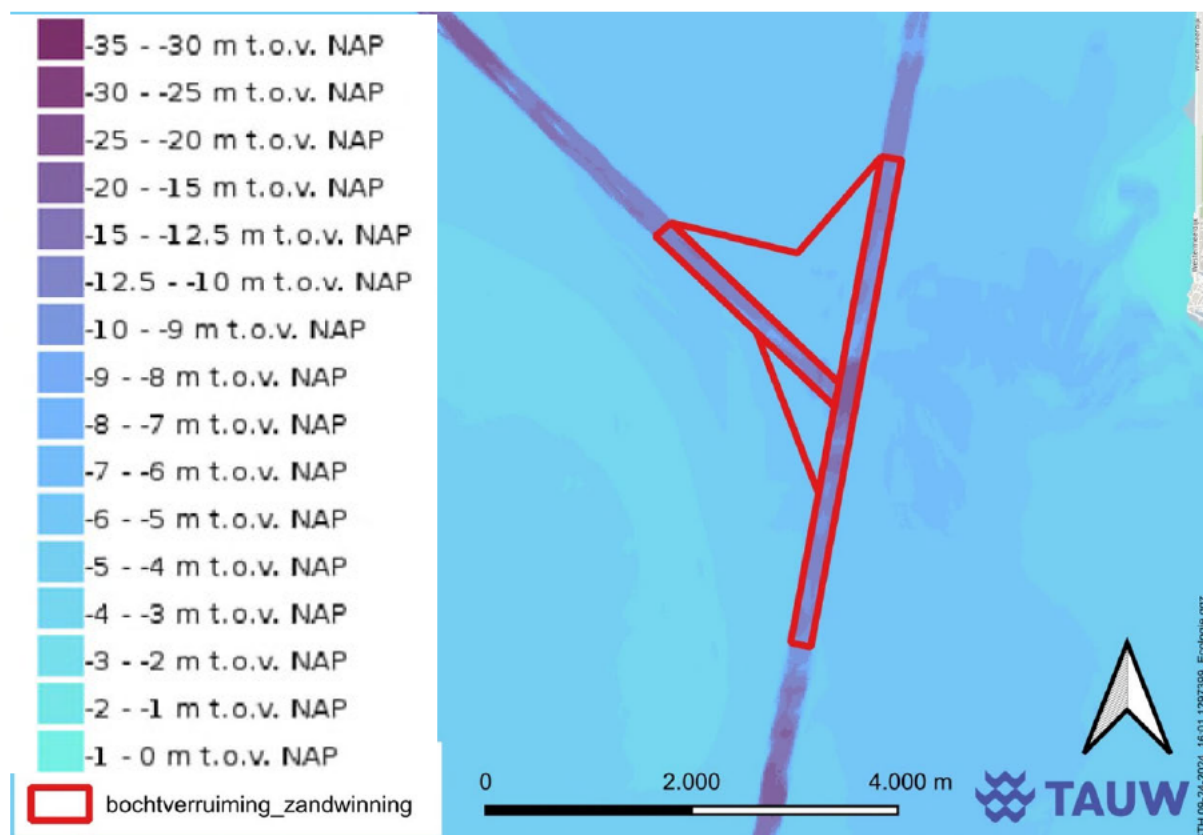 -35 - -30 m t.o.v. NAP
-30 - -25 m t.o.v. NAP
-25 - -20 m t.o.v. NAP
-20 - -15 m t.o.v. NAP
-15 - -12.5 m t.o.v. NAP
-12.5 - -10 m t.o.v. NAP
-10 - -9 m t.o.v. NAP
-9 - -8 m t.o.v. NAP
-8 - -7 m t.o.v. NAP
-7 - -6 m t.o.v. NAP
-6 - -5 m t.o.v. NAP
-5 - -4 m t.o.v. NAP
-4 - -3 m t.o.v. NAP
-3 - -2 m t.o.v. NAP
-2 - -1 m t.o.v. NAP
-1 - 0 m t.o.v. NAP
bochtverruiming_zandwinning
0 2.000 4.000 m
TAUW